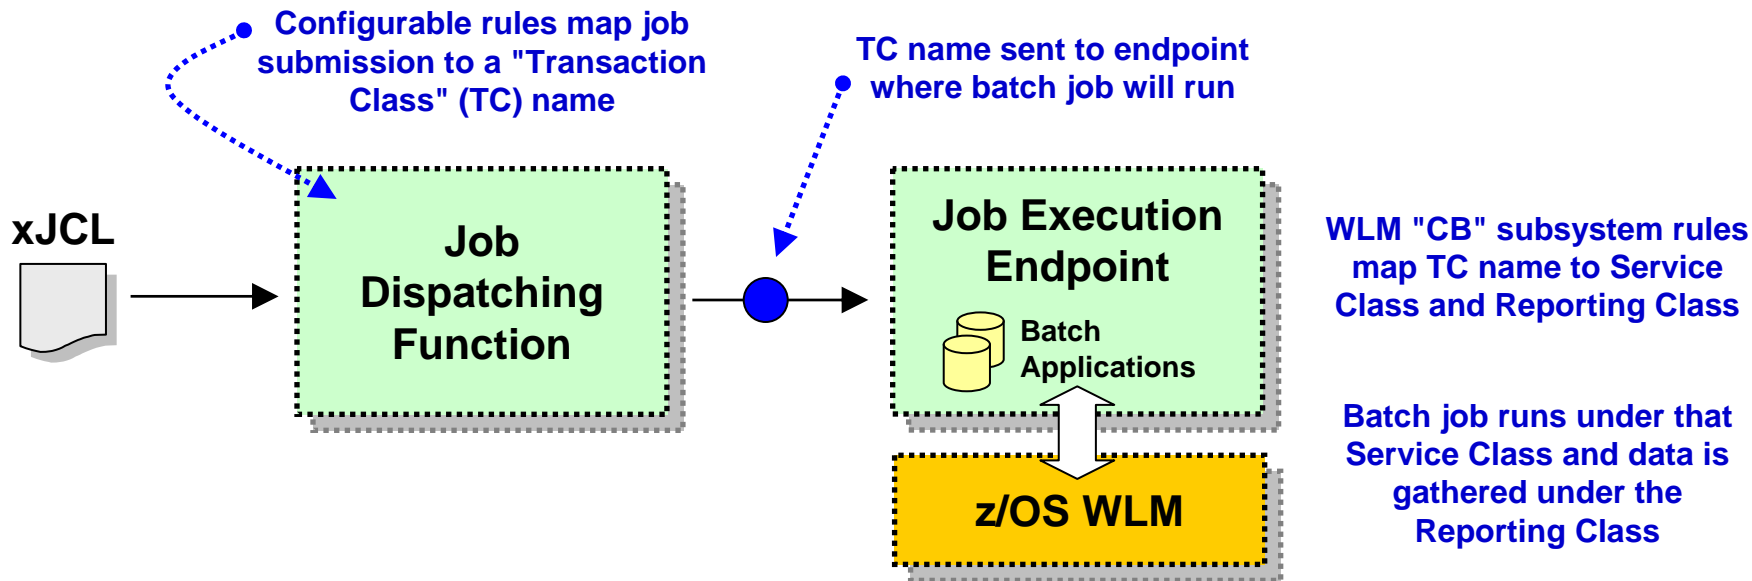 Configurable rules map job
submission to a "Transaction
Class" (TC) name
TC name sent to endpoint
where batch job will run
xJCL
Job
Dispatching
Function
Job Execution
Endpoint
Batch
Applications
z/OS WLM
WLM "CB" subsystem rules
map TC name to Service
Class and Reporting Class
Batch job runs under that
Service Class and data is
gathered under the
Reporting Class